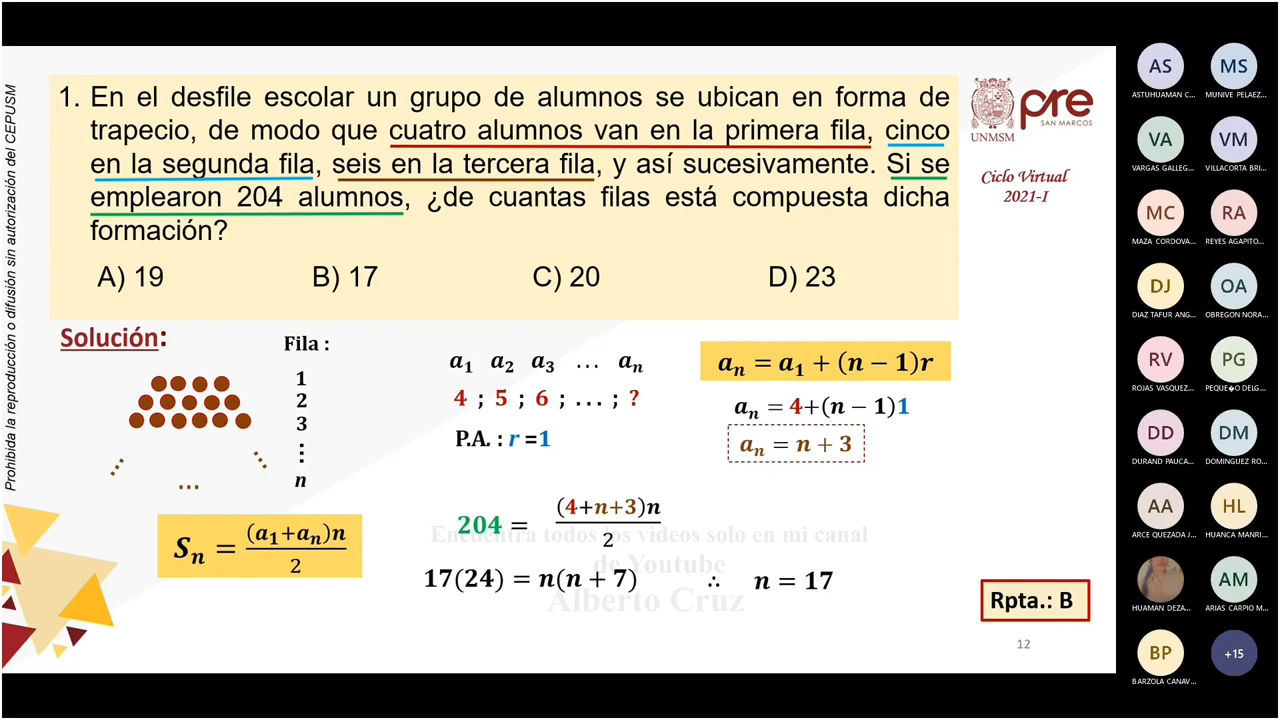 Prohibida la reproducción o difusión sin autorización del CEPUSM
1. En el desfile escolar un grupo de alumnos se ubican en forma de
trapecio, de modo que cuatro alumnos van en la primera fila, cinco
en la segunda fila, seis en la tercera fila, y así sucesivamente. Si se
emplearon 204 alumnos, ¿de cuantas filas está compuesta dicha
formación?
A) 19 B) 17 C) 20 D) 23
UNMSM
pre
SAN MARCOS
Ciclo Virtual
2021-I
Solución:
Fila :
1
2
3
⋮
n
...
a₁ a₂ a₃ ... aₙ
4 ; 5 ; 6 ; ... ; ?
P.A. : r =1
aₙ = a₁ + (n − 1)r
aₙ = 4+(n − 1)1
aₙ = n + 3
Sₙ = (a₁+aₙ)n / 2
204 = (4+n+3)n / 2
17(24) = n(n + 7) ∴ n = 17
Encuentra todos los videos solo en mi canal
de Youtube
Alberto Cruz
Rpta.: B
12
AS
ASTUHUAMAN C...
MS
MUNIVE PELAEZ...
VA
VARGAS GALLEG...
VM
VILLACORTA BRI...
MC
MAZA CORDOVA...
RA
REYES AGAPITO...
DJ
DIAZ TAFUR ANG...
OA
OBREGON NORA...
RV
ROJAS VASQUEZ...
PG
PEQUE�O DELG...
DD
DURAND PAUCA...
DM
DOMINGUEZ RO...
AA
ARCE QUEZADA J...
HL
HUANCA MANRI...
HUAMAN DEZA...
AM
ARIAS CARPIO M...
BP
BARZOLA CANAV...
+15